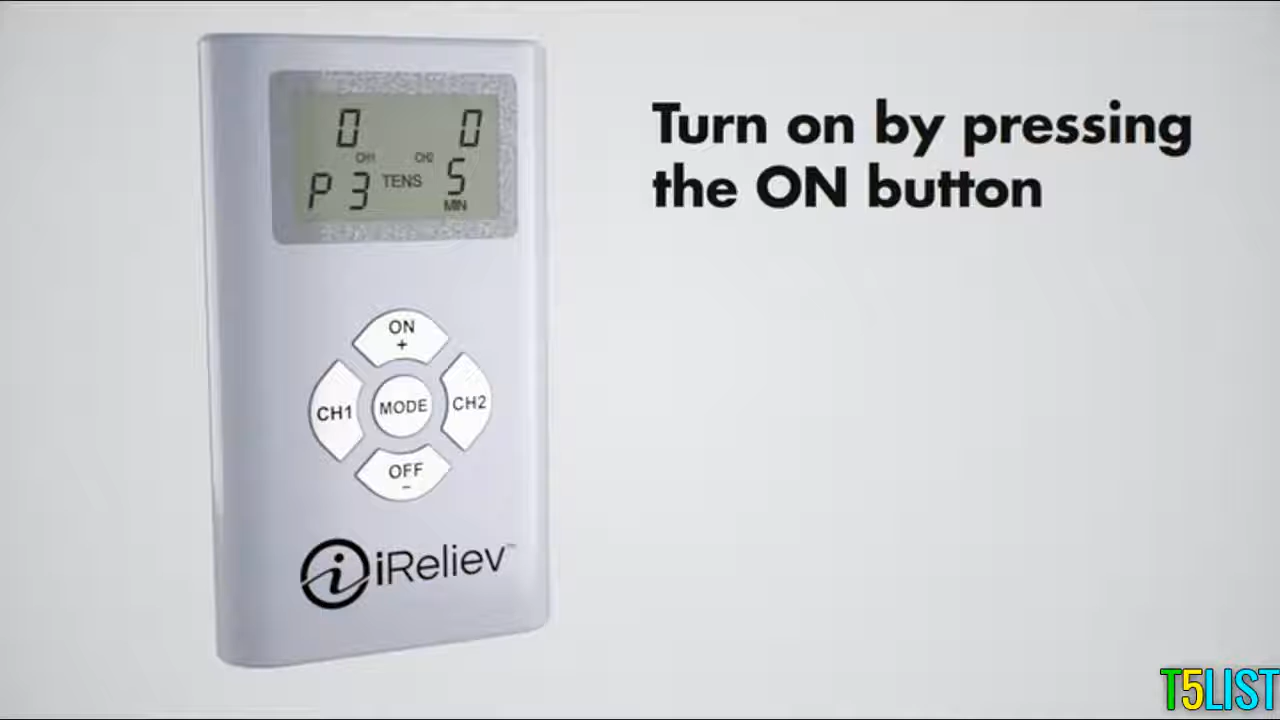 0 0
CH1 CH2
P 3 TENS 5
MIN
ON
+
CH1 MODE CH2
OFF
-
iReliev™
Turn on by pressing
the ON button
T5LIST